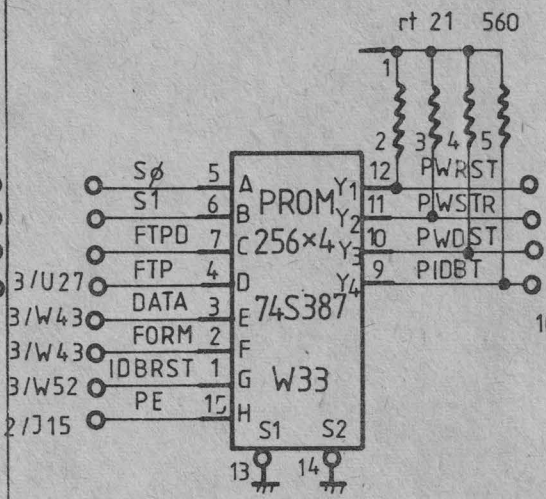 rt 21 560
1
2 3 4 5
SØ 5 A PROM Y1 12 PWRST
S1 6 B Y2 11 PWSTR
FTPD 7 C 256×4 Y3 10 PWDST
3/U27 FTP 4 D Y4 9 PIDBT
3/W43 DATA 3 E 74S387
3/W43 FORM 2 F
3/W52 IDBRST 1 G W33
2/J15 PE 15 H
S1 S2
13 14